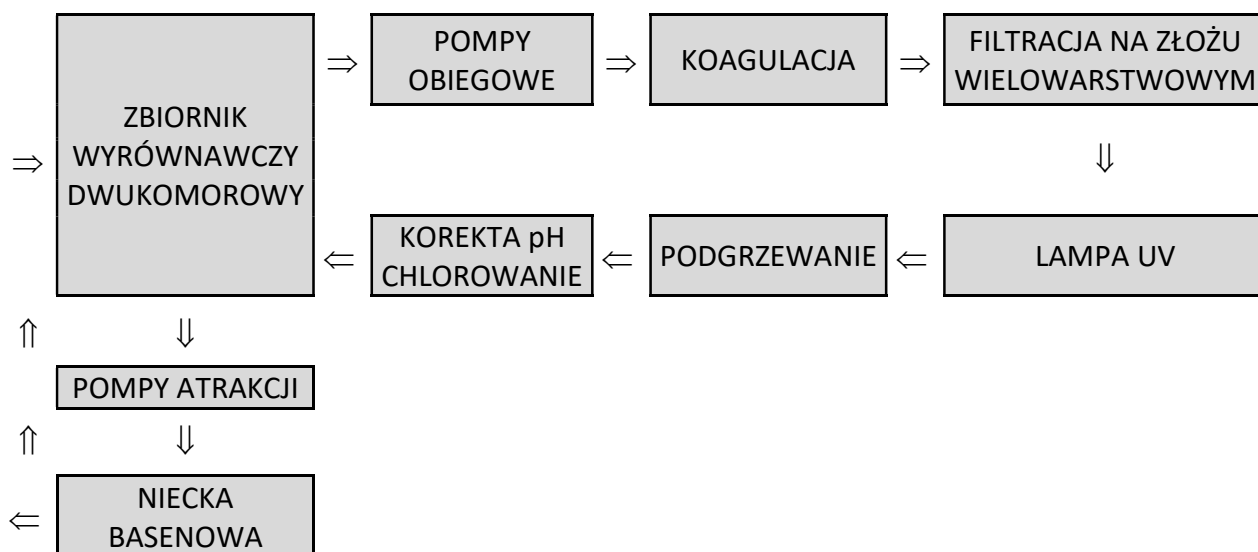 ZBIORNIK
WYRÓWNAWCZY
DWUKOMOROWY
POMPY
OBIEGOWE
KOAGULACJA
FILTRACJA NA ZŁOŻU
WIELOWARSTWOWYM
KOREKTA pH
CHLOROWANIE
PODGRZEWANIE
LAMPA UV
POMPY ATRAKCJI
NIECKA
BASENOWA